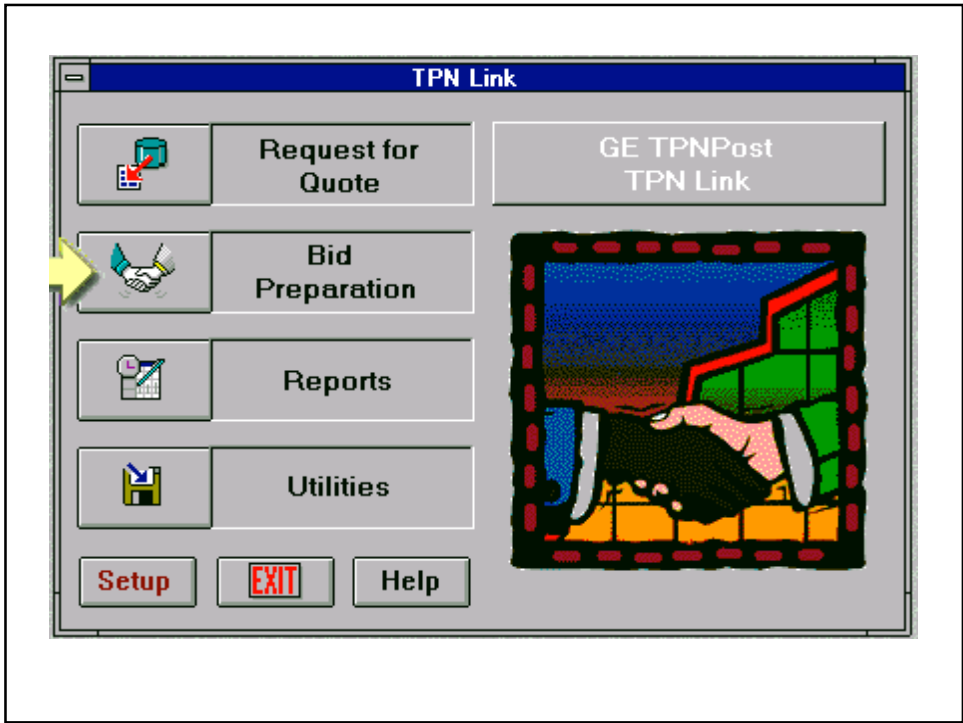 TPN Link
Request for
Quote
GE TPNPost
TPN Link
Bid
Preparation
Reports
Utilities
Setup
EXIT
Help